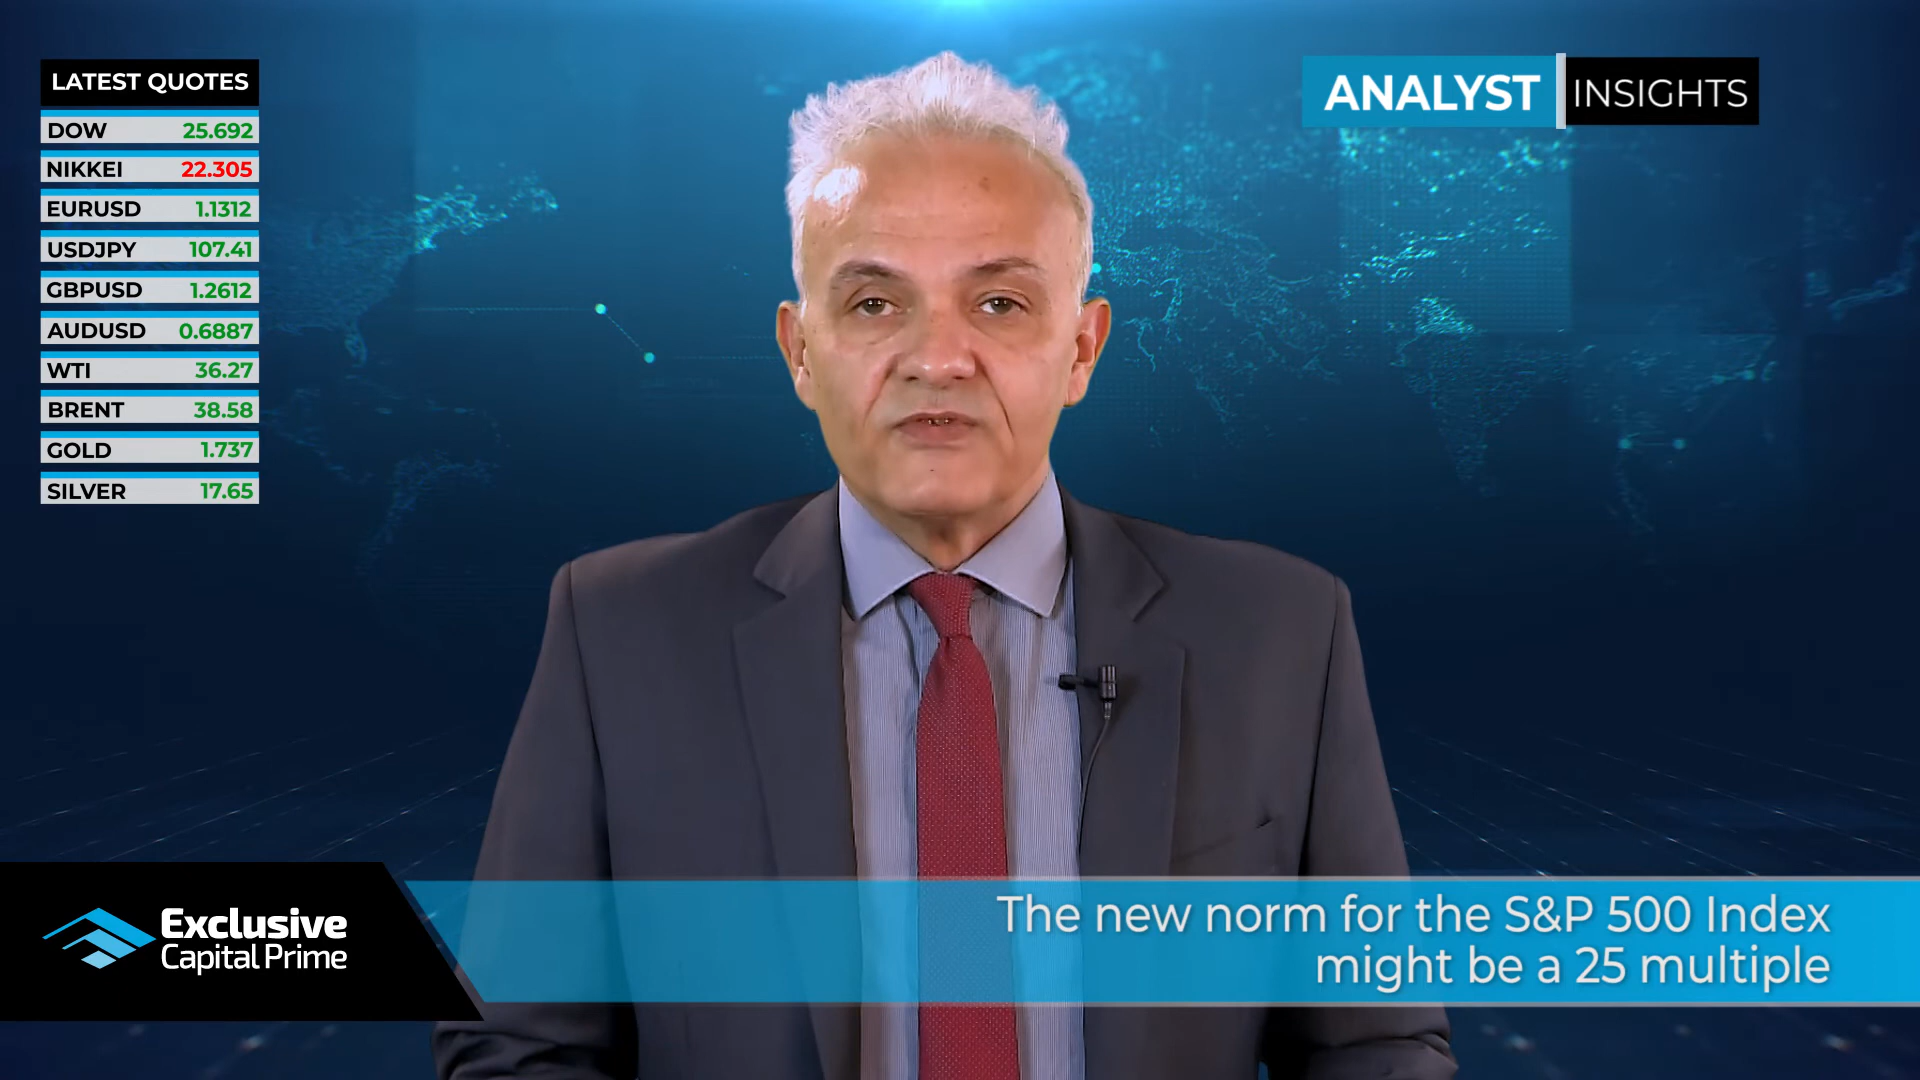 LATEST QUOTES
DOW 25.692
NIKKEI 22.305
EURUSD 1.1312
USDJPY 107.41
GBPUSD 1.2612
AUDUSD 0.6887
WTI 36.27
BRENT 38.58
GOLD 1.737
SILVER 17.65
ANALYST INSIGHTS
Exclusive
Capital Prime
The new norm for the S&P 500 Index
might be a 25 multiple